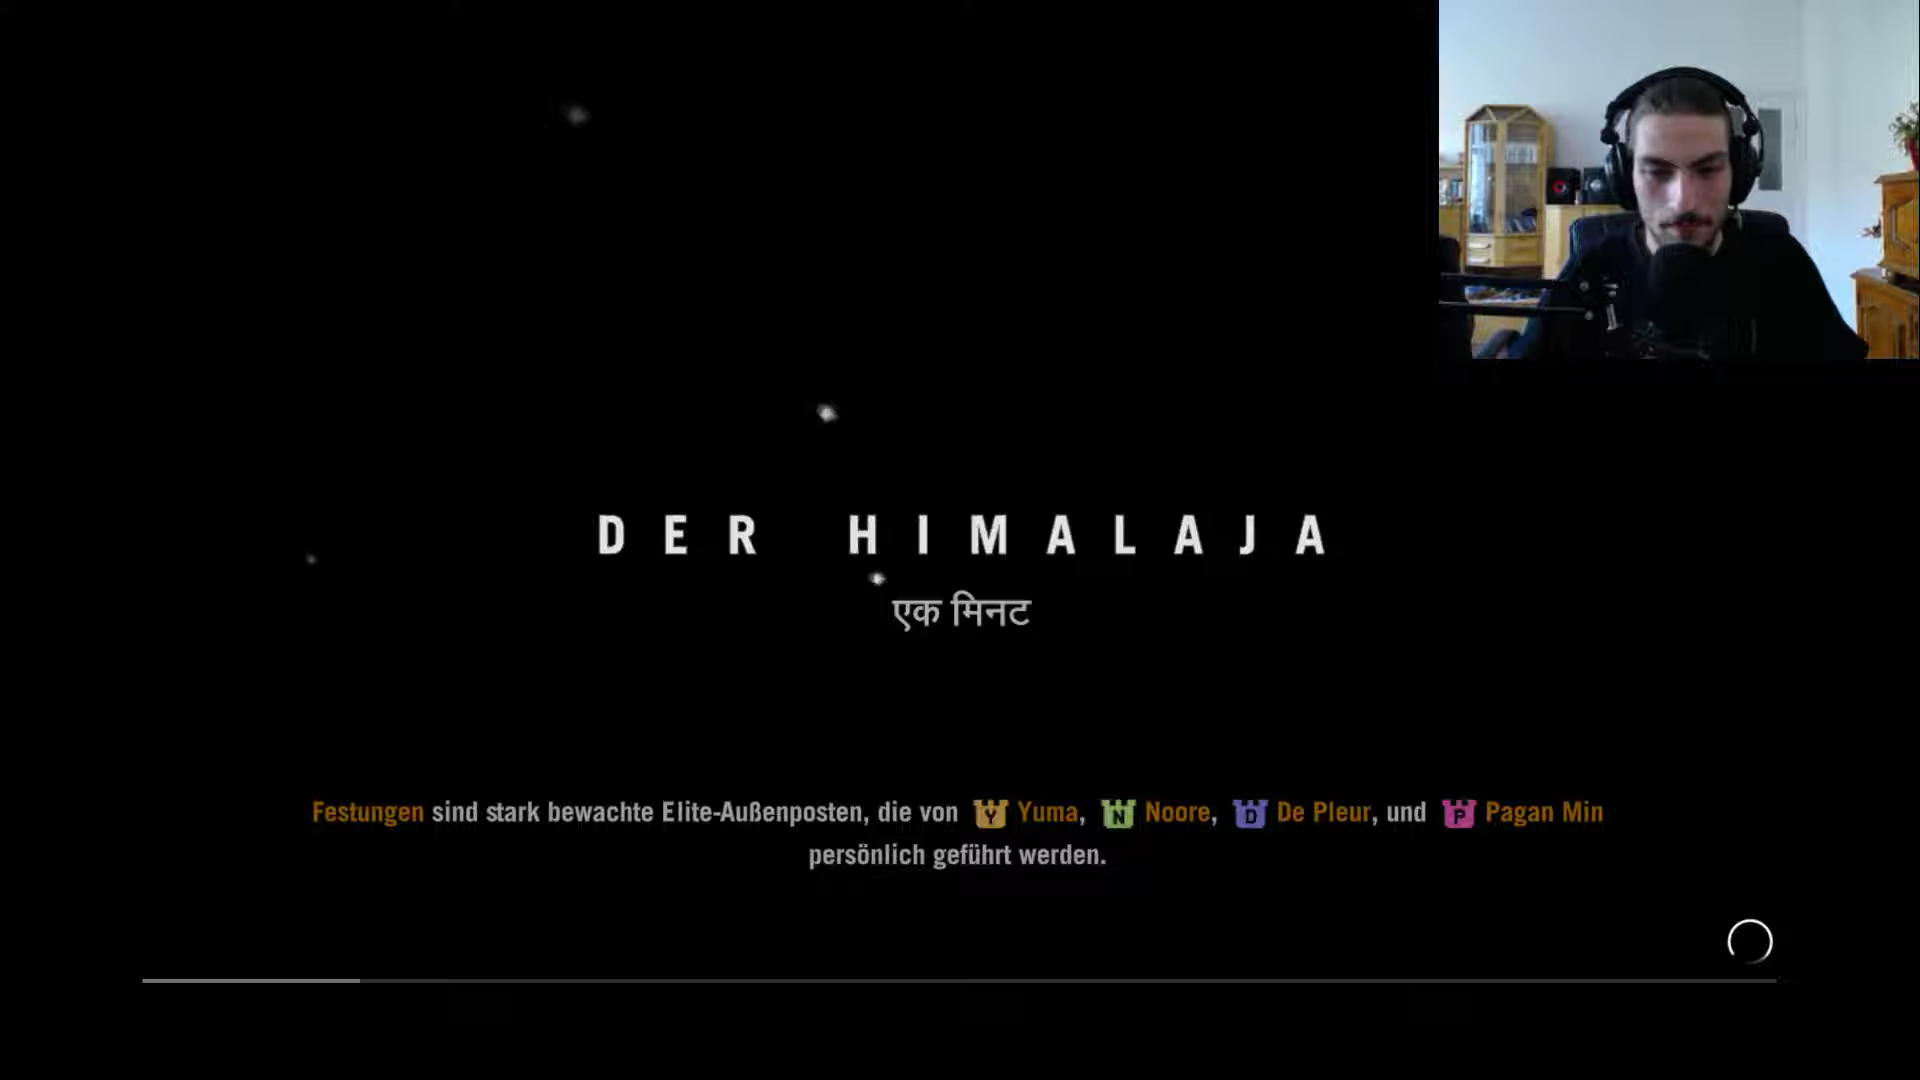 DER HIMALAJA
एक मिनट
Festungen sind stark bewachte Elite-Außenposten, die von Y Yuma, N Noore, D De Pleur, und P Pagan Min
persönlich geführt werden.